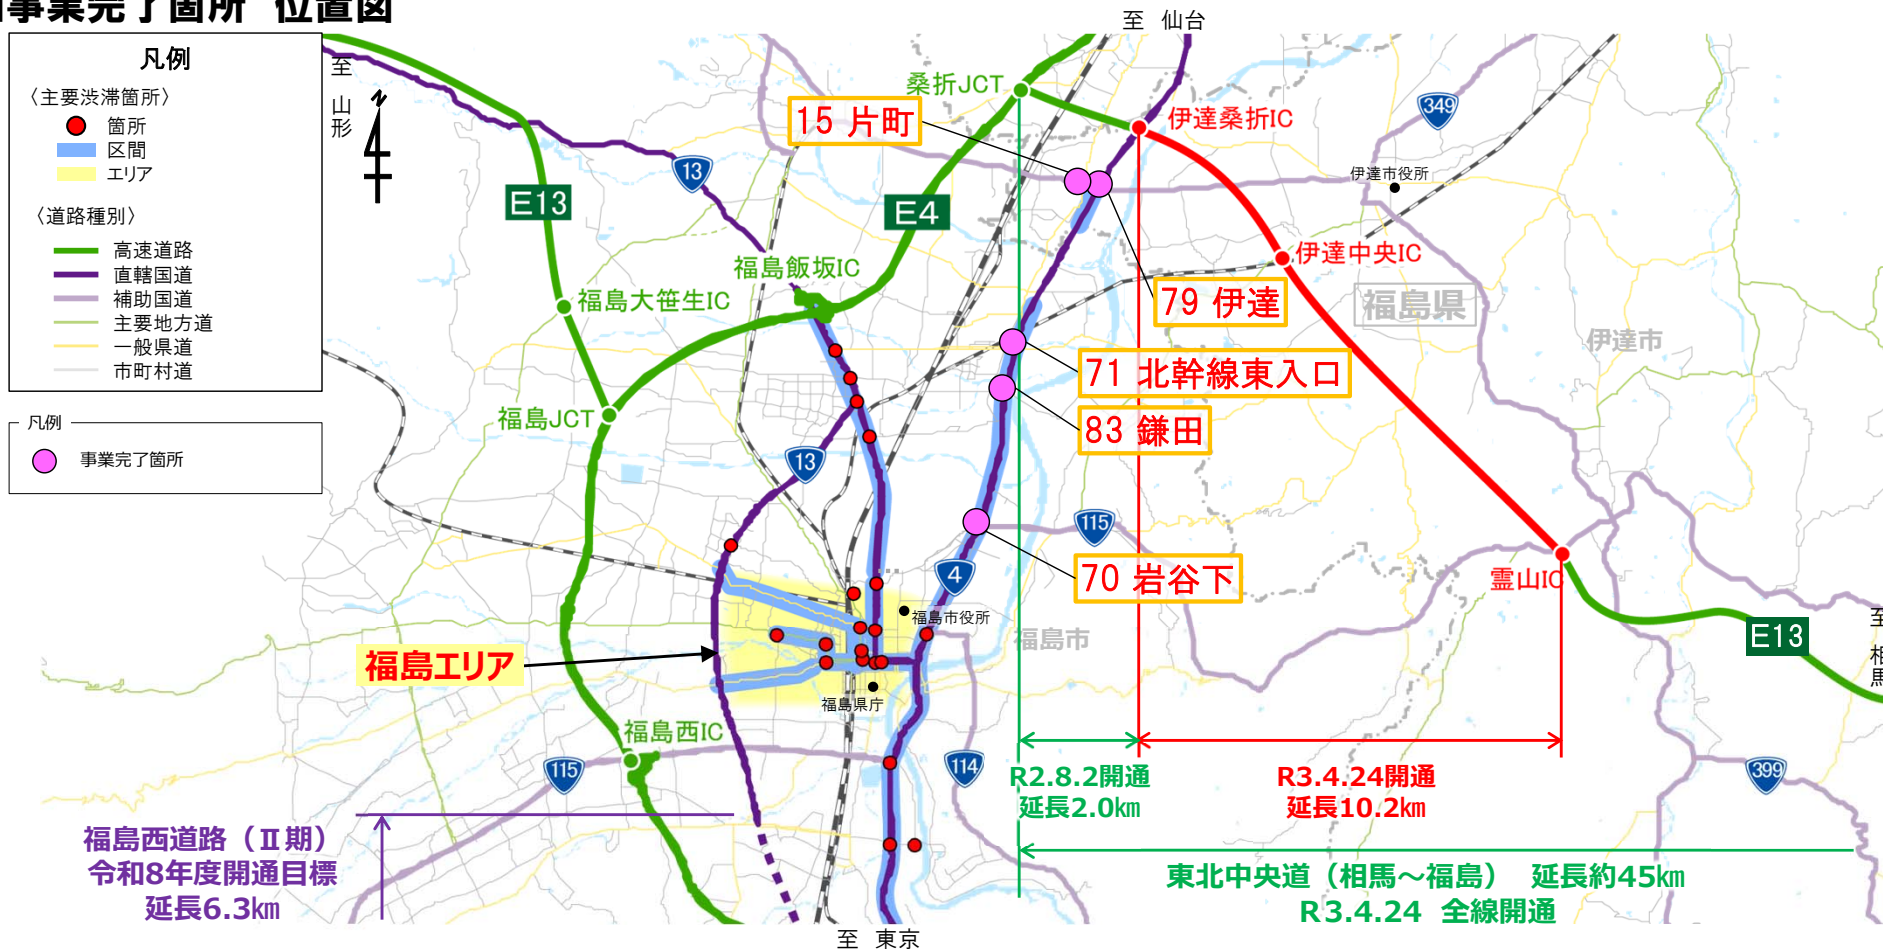 事業完了箇所 位置図
凡例
〈主要渋滞箇所〉
箇所
区間
エリア
〈道路種別〉
高速道路
直轄国道
補助国道
主要地方道
一般県道
市町村道
凡例
事業完了箇所
至 山形
至 仙台
桑折JCT
15 片町
伊達桑折IC
349
伊達市役所
13
E13
E4
福島飯坂IC
伊達中央IC
福島大笹生IC
79 伊達
福島県
伊達市
71 北幹線東入口
福島JCT
83 鎌田
13
115
70 岩谷下
4
霊山IC
福島市役所
福島市
至 相馬
E13
福島エリア
福島県庁
福島西IC
115
114
399
R2.8.2開通
延長2.0㎞
R3.4.24開通
延長10.2㎞
福島西道路（Ⅱ期）
令和8年度開通目標
延長6.3㎞
東北中央道（相馬～福島） 延長約45㎞
R3.4.24 全線開通
至 東京